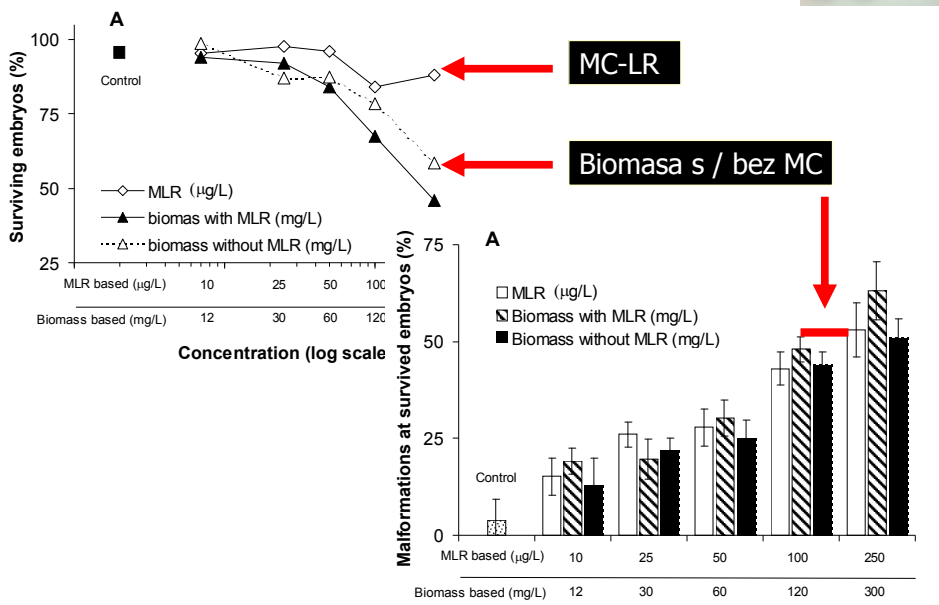 A
Surviving embryos (%)
100
75
50
25
Control
MLR (µg/L)
biomas with MLR (mg/L)
biomass without MLR (mg/L)
MLR based (µg/L) 10 25 50 100
Biomass based (mg/L) 12 30 60 120
Concentration (log scale
MC-LR
Biomasa s / bez MC
A
Malformations at survived embryos (%)
75
50
25
0
MLR (µg/L)
Biomass with MLR (mg/L)
Biomass without MLR (mg/L)
Control
MLR based (µg/L) 10 25 50 100 250
Biomass based (mg/L) 12 30 60 120 300